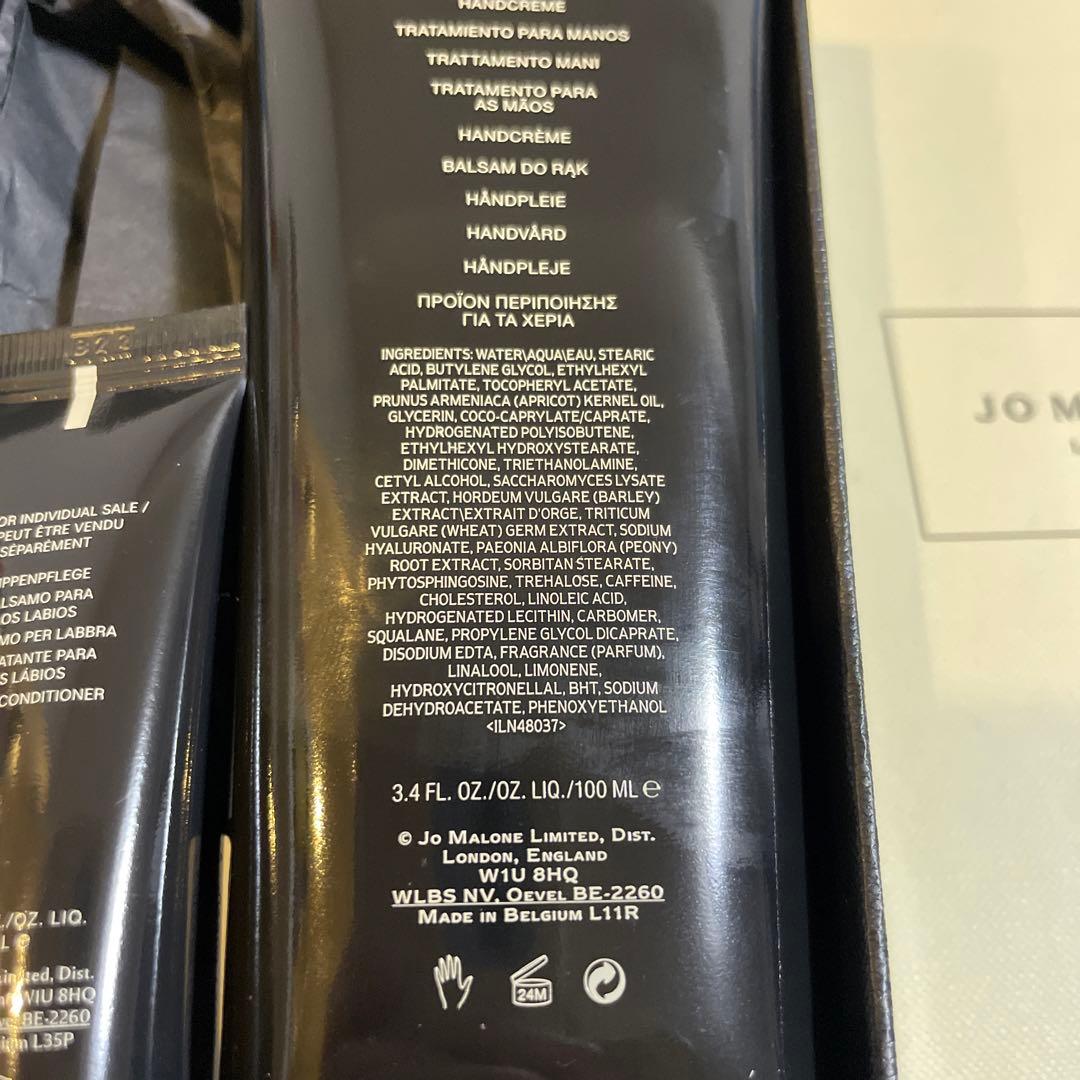 HANDCREME
TRATAMIENTO PARA MANOS
TRATTAMENTO MANI
TRATAMENTO PARA
AS MÃOS
HANDCRÈME
BALSAM DO RĄK
HÅNDPLEIE
HANDVÅRD
HÅNDPLEJE
ΠΡΟΪΟΝ ΠΕΡΙΠΟΙΗΣΗΣ
ΓΙΑ ΤΑ ΧΕΡΙΑ
INGREDIENTS: WATER\AQUA\EAU, STEARIC
ACID, BUTYLENE GLYCOL, ETHYLHEXYL
PALMITATE, TOCOPHERYL ACETATE,
PRUNUS ARMENIACA (APRICOT) KERNEL OIL,
GLYCERIN, COCO-CAPRYLATE/CAPRATE,
HYDROGENATED POLYISOBUTENE,
ETHYLHEXYL HYDROXYSTEARATE,
DIMETHICONE, TRIETHANOLAMINE,
CETYL ALCOHOL, SACCHAROMYCES LYSATE
EXTRACT, HORDEUM VULGARE (BARLEY)
EXTRACT\EXTRAIT D'ORGE, TRITICUM
VULGARE (WHEAT) GERM EXTRACT, SODIUM
HYALURONATE, PAEONIA ALBIFLORA (PEONY)
ROOT EXTRACT, SORBITAN STEARATE,
PHYTOSPHINGOSINE, TREHALOSE, CAFFEINE,
CHOLESTEROL, LINOLEIC ACID,
HYDROGENATED LECITHIN, CARBOMER,
SQUALANE, PROPYLENE GLYCOL DICAPRATE,
DISODIUM EDTA, FRAGRANCE (PARFUM),
LINALOOL, LIMONENE,
HYDROXYCITRONELLAL, BHT, SODIUM
DEHYDROACETATE, PHENOXYETHANOL
<ILN48037>
3.4 FL. OZ./OZ. LIQ./100 ML ℮
© JO MALONE LIMITED, DIST.
LONDON, ENGLAND
W1U 8HQ
WLBS NV, OEVEL BE-2260
MADE IN BELGIUM L11R
24M
OR INDIVIDUAL SALE /
PEUT ÊTRE VENDU
SÉPARÉMENT
IPPENPFLEGE
ALSAMO PARA
OS LABIOS
MO PER LABBRA
ATANTE PARA
S LÁBIOS
CONDITIONER
L./OZ. LIQ.
L ℮
Dist.
W1U 8HQ
BE-2260
L35P
JO M